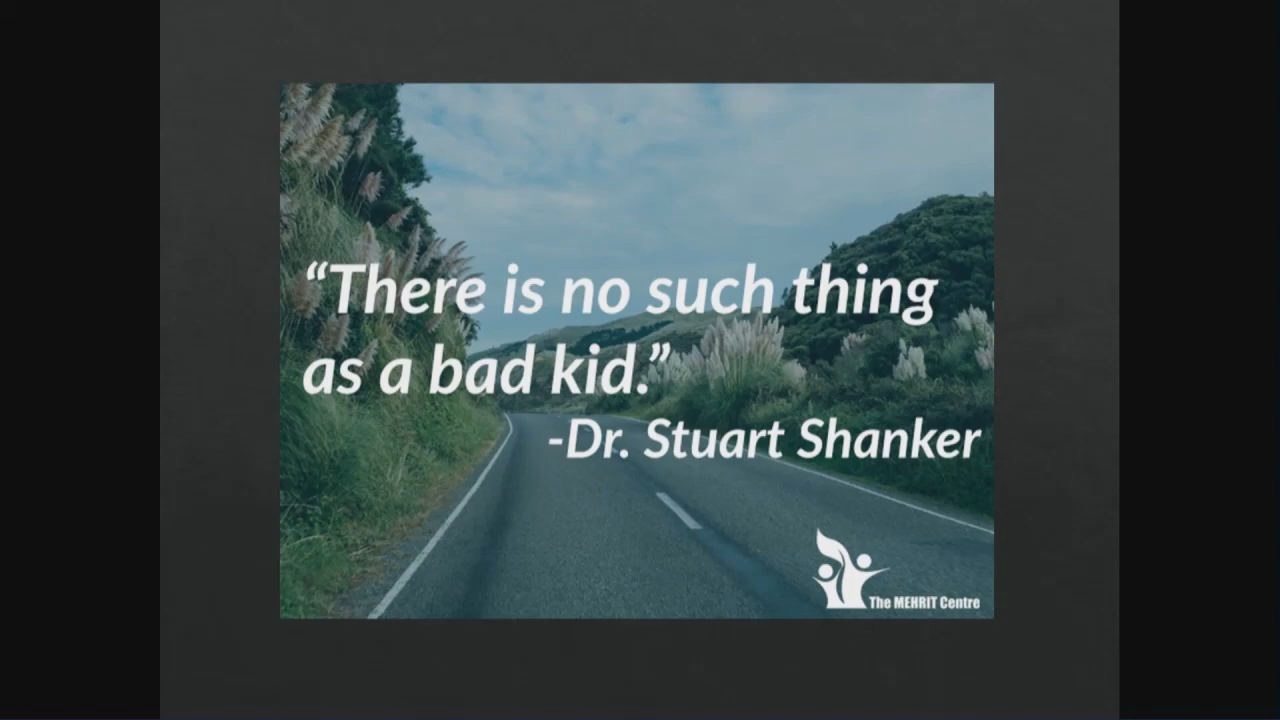 “There is no such thing
as a bad kid.”
-Dr. Stuart Shanker
The MEHRIT Centre